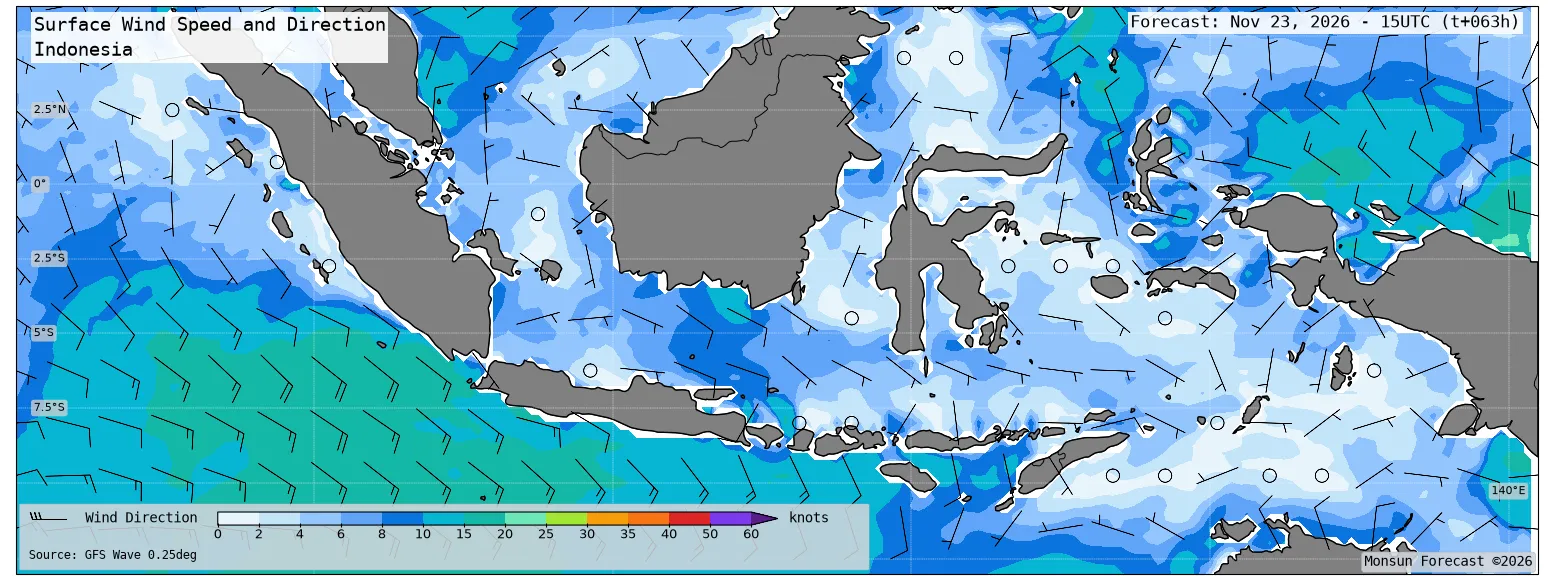 Surface Wind Speed and Direction
Indonesia
Forecast: Nov 23, 2026 - 15UTC (t+063h)
2.5°N
0°
2.5°S
5°S
7.5°S
140°E
Wind Direction
0 2 4 6 8 10 15 20 25 30 35 40 50 60
knots
Source: GFS Wave 0.25deg
Monsun Forecast ©2026